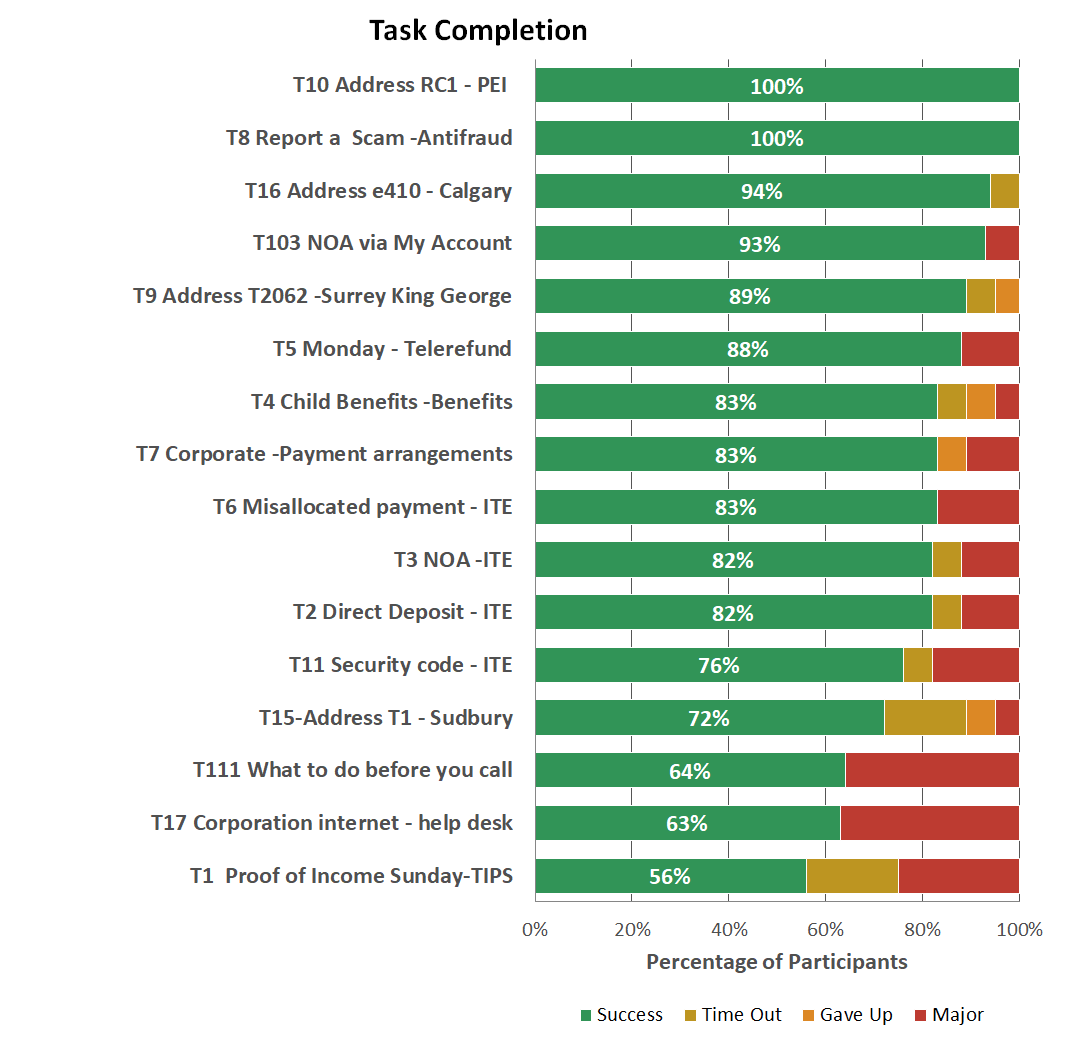 Task Completion
T10 Address RC1 - PEI 100%
T8 Report a  Scam -Antifraud 100%
T16 Address e410 - Calgary 94%
T103 NOA via My Account 93%
T9 Address T2062 -Surrey King George 89%
T5 Monday - Telerefund 88%
T4 Child Benefits -Benefits 83%
T7 Corporate -Payment arrangements 83%
T6 Misallocated payment - ITE 83%
T3 NOA -ITE 82%
T2 Direct Deposit - ITE 82%
T11 Security code - ITE 76%
T15-Address T1 - Sudbury 72%
T111 What to do before you call 64%
T17 Corporation internet - help desk 63%
T1  Proof of Income Sunday-TIPS 56%
0% 20% 40% 60% 80% 100%
Percentage of Participants
Success Time Out Gave Up Major